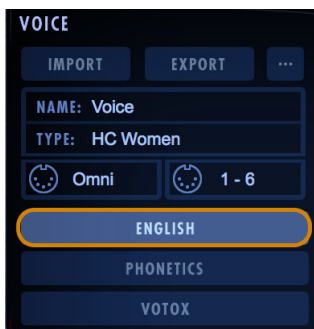 VOICE
IMPORT EXPORT ...
NAME: Voice
TYPE: HC Women
Omni 1 - 6
ENGLISH
PHONETICS
VOTOX